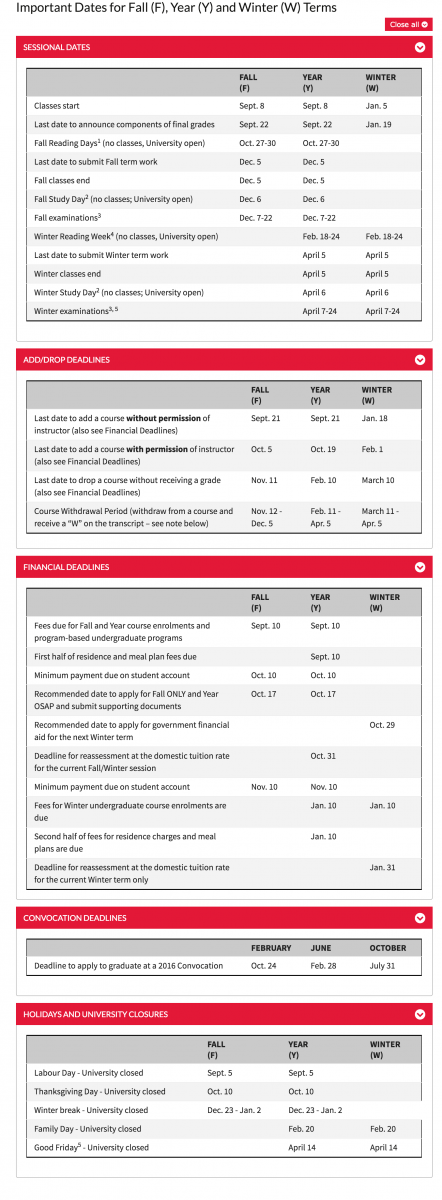 Important Dates for Fall (F), Year (Y) and Winter (W) Terms
Close all
SESSIONAL DATES
FALL (F) YEAR (Y) WINTER (W)
Classes start Sept. 8 Sept. 8 Jan. 5
Last date to announce components of final grades Sept. 22 Sept. 22 Jan. 19
Fall Reading Days1 (no classes, University open) Oct. 27-30 Oct. 27-30
Last date to submit Fall term work Dec. 5 Dec. 5
Fall classes end Dec. 5 Dec. 5
Fall Study Day2 (no classes; University open) Dec. 6 Dec. 6
Fall examinations3 Dec. 7-22 Dec. 7-22
Winter Reading Week4 (no classes, University open) Feb. 18-24 Feb. 18-24
Last date to submit Winter term work April 5 April 5
Winter classes end April 5 April 5
Winter Study Day2 (no classes; University open) April 6 April 6
Winter examinations3, 5 April 7-24 April 7-24
ADD/DROP DEADLINES
FALL (F) YEAR (Y) WINTER (W)
Last date to add a course without permission of Sept. 21 Sept. 21 Jan. 18
instructor (also see Financial Deadlines)
Last date to add a course with permission of instructor Oct. 5 Oct. 19 Feb. 1
(also see Financial Deadlines)
Last date to drop a course without receiving a grade Nov. 11 Feb. 10 March 10
(also see Financial Deadlines)
Course Withdrawal Period (withdraw from a course and Nov. 12 - Feb. 11 - March 11 -
receive a "W" on the transcript – see note below) Dec. 5 Apr. 5 Apr. 5
FINANCIAL DEADLINES
FALL (F) YEAR (Y) WINTER (W)
Fees due for Fall and Year course enrolments and Sept. 10 Sept. 10
program-based undergraduate programs
First half of residence and meal plan fees due Sept. 10
Minimum payment due on student account Oct. 10 Oct. 10
Recommended date to apply for Fall ONLY and Year Oct. 17 Oct. 17
OSAP and submit supporting documents
Recommended date to apply for government financial Oct. 29
aid for the next Winter term
Deadline for reassessment at the domestic tuition rate Oct. 31
for the current Fall/Winter session
Minimum payment due on student account Nov. 10 Nov. 10
Fees for Winter undergraduate course enrolments are Jan. 10 Jan. 10
due
Second half of fees for residence charges and meal Jan. 10
plans are due
Deadline for reassessment at the domestic tuition rate Jan. 31
for the current Winter term only
CONVOCATION DEADLINES
FEBRUARY JUNE OCTOBER
Deadline to apply to graduate at a 2016 Convocation Oct. 24 Feb. 28 July 31
HOLIDAYS AND UNIVERSITY CLOSURES
FALL (F) YEAR (Y) WINTER (W)
Labour Day - University closed Sept. 5 Sept. 5
Thanksgiving Day - University closed Oct. 10 Oct. 10
Winter break - University closed Dec. 23 - Jan. 2 Dec. 23 - Jan. 2
Family Day - University closed Feb. 20 Feb. 20
Good Friday5 - University closed April 14 April 14